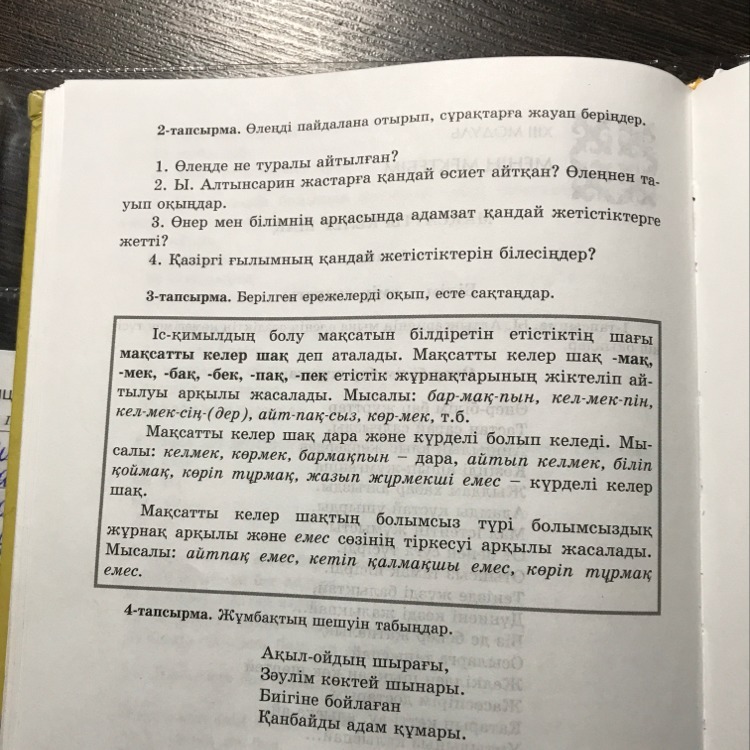 2-тапсырма. Өлеңді пайдалана отырып, сұрақтарға жауап беріңдер.
1. Өлеңде не туралы айтылған?
2. Ы. Алтынсарин жастарға қандай өсиет айтқан? Өлеңнен та-
уып оқыңдар.
3. Өнер мен білімнің арқасында адамзат қандай жетістіктерге
жетті?
4. Қазіргі ғылымның қандай жетістіктерін білесіңдер?
3-тапсырма. Берілген ережелерді оқып, есте сақтаңдар.
Іс-қимылдың болу мақсатын білдіретін етістіктің шағы
мақсатты келер шақ деп аталады. Мақсатты келер шақ -мақ,
-мек, -бақ, -бек, -пақ, -пек етістік жұрнақтарының жіктеліп ай-
тылуы арқылы жасалады. Мысалы: бар-мақ-пын, кел-мек-пін,
кел-мек-сің-(дер), айт-пақ-сыз, көр-мек, т.б.
Мақсатты келер шақ дара және күрделі болып келеді. Мы-
салы: келмек, көрмек, бармақпын – дара, айтып келмек, біліп
қоймақ, көріп тұрмақ, жазып жүрмекші емес – күрделі келер
шақ.
Мақсатты келер шақтың болымсыз түрі болымсыздық
жұрнақ арқылы және емес сөзінің тіркесуі арқылы жасалады.
Мысалы: айтпақ емес, кетіп қалмақшы емес, көріп тұрмақ
емес.
4-тапсырма. Жұмбақтың шешуін табыңдар.
Ақыл-ойдың шырағы,
Зәулім көктей шынары.
Биігіне бойлаған
Қанбайды адам құмары.